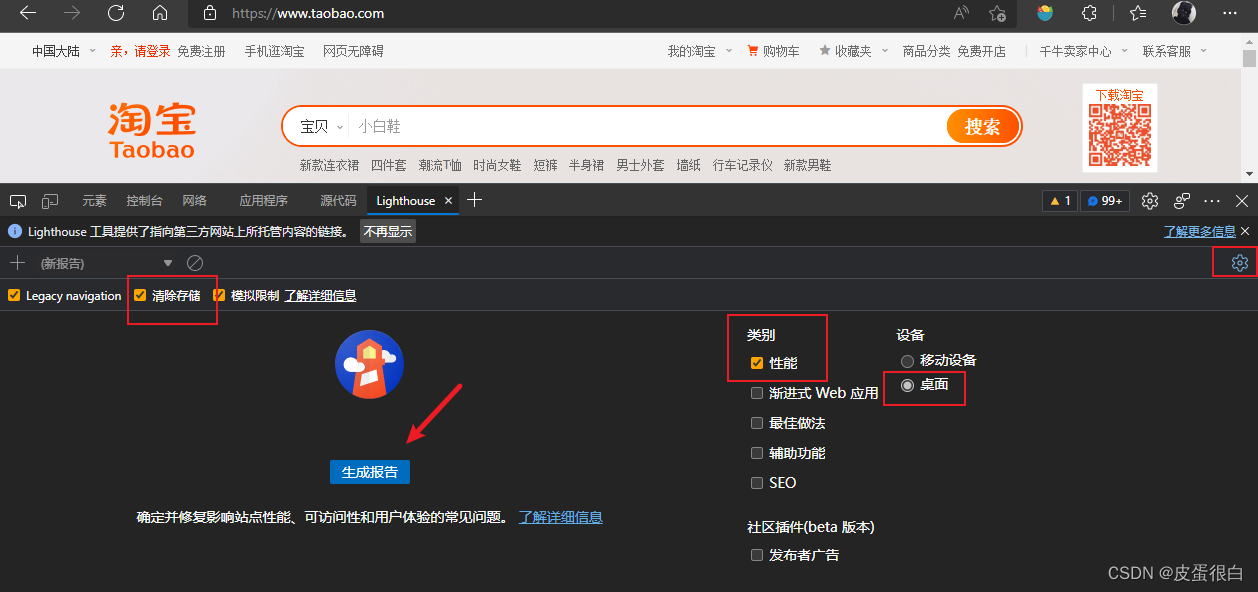 https://www.taobao.com
中国大陆 亲，请登录 免费注册 手机逛淘宝 网页无障碍 我的淘宝 购物车 收藏夹 商品分类 免费开店 千牛卖家中心 联系客服
下载淘宝
淘宝
Taobao
宝贝 小白鞋 搜索
新款连衣裙 四件套 潮流T恤 时尚女鞋 短裤 半身裙 男士外套 墙纸 行车记录仪 新款男鞋
元素 控制台 网络 应用程序 源代码 Lighthouse 1 99+
Lighthouse 工具提供了指向第三方网站上所托管内容的链接。 不再显示 了解更多信息
(新报告)
Legacy navigation 清除存储 模拟限制 了解详细信息
类别 设备
性能 移动设备
桌面
渐进式 Web 应用
最佳做法
辅助功能
生成报告
SEO
确定并修复影响站点性能、可访问性和用户体验的常见问题。 了解详细信息
社区插件(beta 版本)
发布者广告
CSDN @皮蛋很白